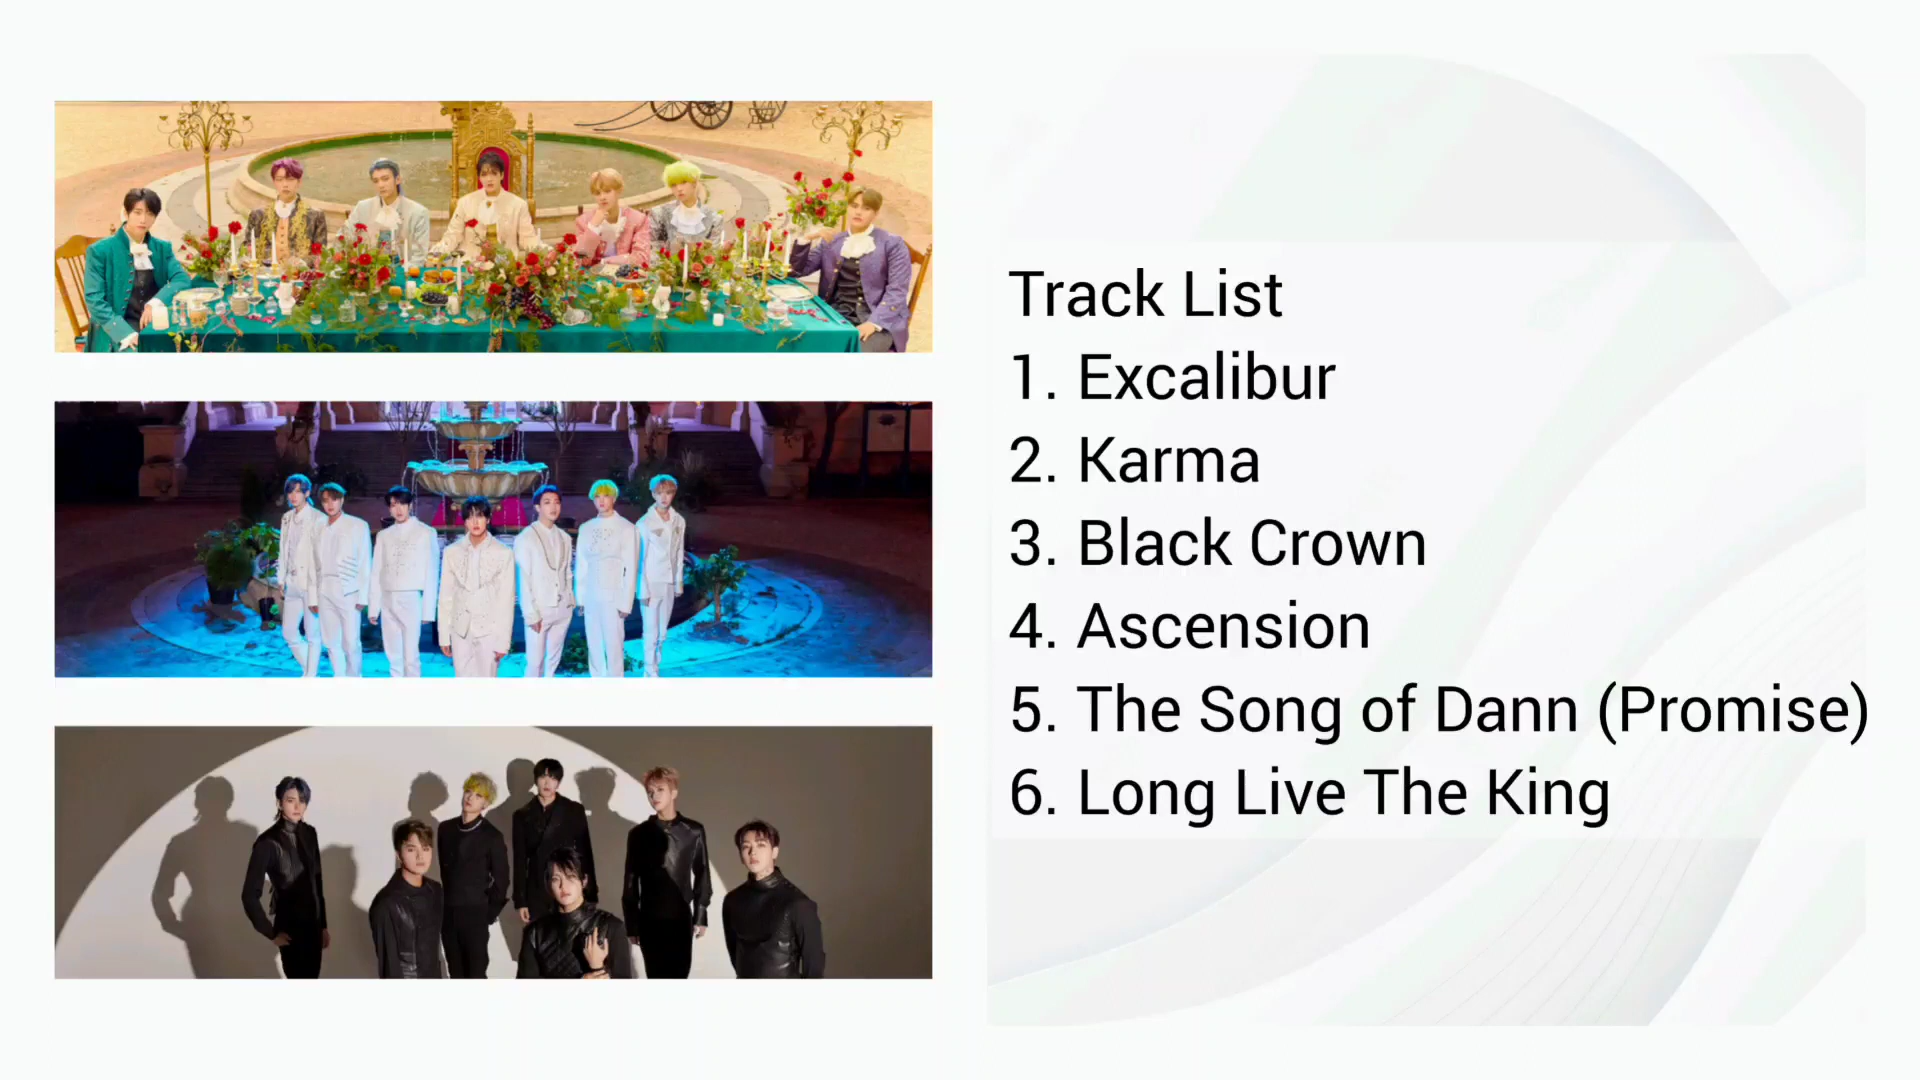 Track List
1. Excalibur
2. Karma
3. Black Crown
4. Ascension
5. The Song of Dann (Promise)
6. Long Live The King